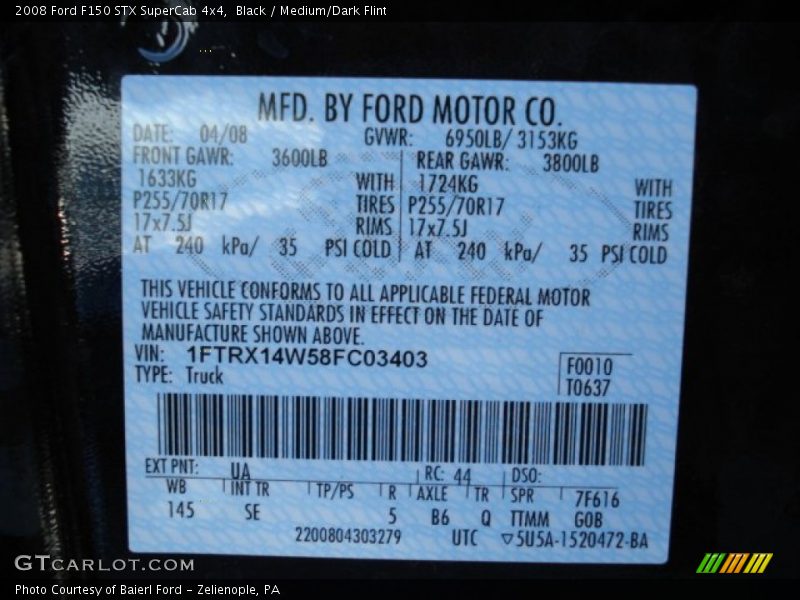 2008 Ford F150 STX SuperCab 4x4,  Black / Medium/Dark Flint
MFD. BY FORD MOTOR CO.
DATE: 04/08 GVWR: 6950LB/ 3153KG
FRONT GAWR: 3600LB REAR GAWR: 3800LB
1633KG WITH 1724KG WITH
P255/70R17 TIRES P255/70R17 TIRES
17x7.5J RIMS 17x7.5J RIMS
AT 240 kPa/ 35 PSI COLD AT 240 kPa/ 35 PSI COLD
THIS VEHICLE CONFORMS TO ALL APPLICABLE FEDERAL MOTOR
VEHICLE SAFETY STANDARDS IN EFFECT ON THE DATE OF
MANUFACTURE SHOWN ABOVE.
VIN: 1FTRX14W58FC03403 F0010
TYPE: Truck T0637
EXT PNT: UA RC: 44 DSO:
WB INT TR TP/PS R AXLE TR SPR 7F616
145 SE 5 B6 Q TTMM GOB
2200804303279 UTC ▽5U5A-1520472-BA
GTCARLOT.COM
Photo Courtesy of Baierl Ford – Zelienople, PA